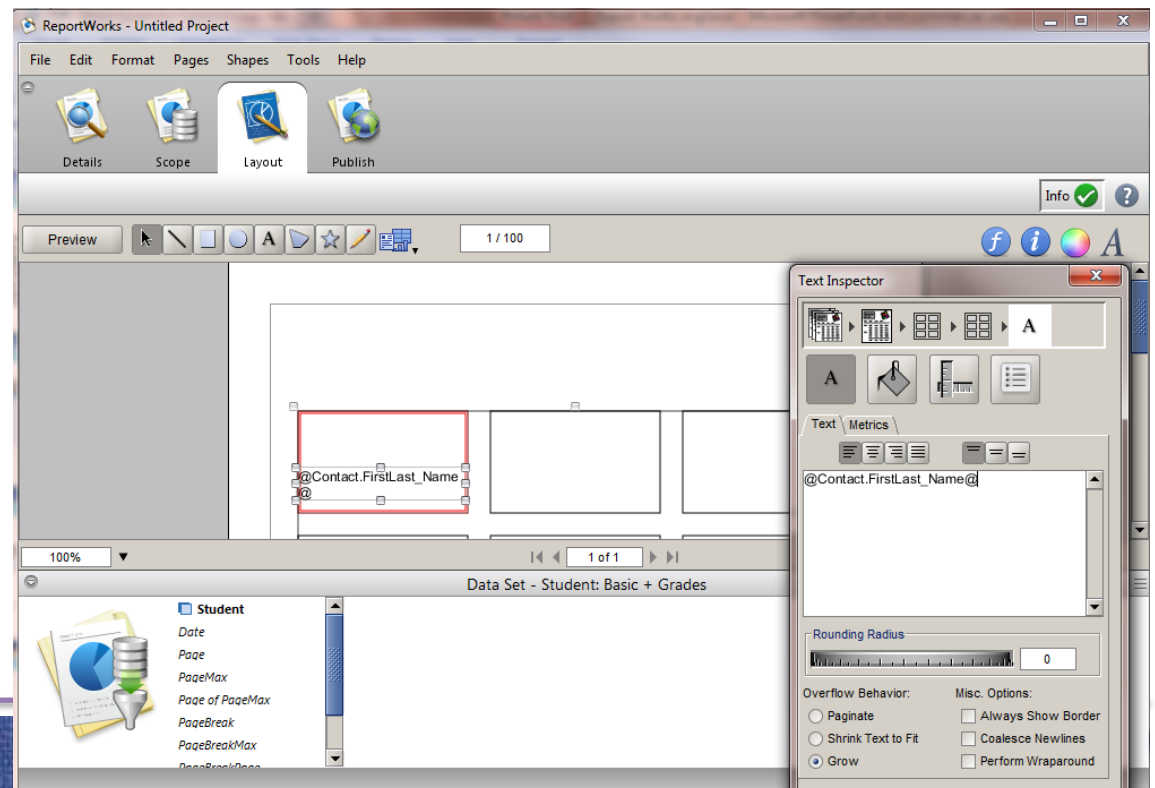 ReportWorks - Untitled Project
File Edit Format Pages Shapes Tools Help
Details Scope Layout Publish
Info ?
Preview A 1 / 100 f i A
Text Inspector
A
A
Text Metrics
@Contact.FirstLast_Name@
@Contact.FirstLast_Name
@
100% 1 of 1
Data Set - Student: Basic + Grades
Student
Date
Page
PageMax
Page of PageMax
PageBreak
PageBreakMax
PageBreakPage
Rounding Radius
0
Overflow Behavior: Misc. Options:
Paginate Always Show Border
Shrink Text to Fit Coalesce Newlines
Grow Perform Wraparound